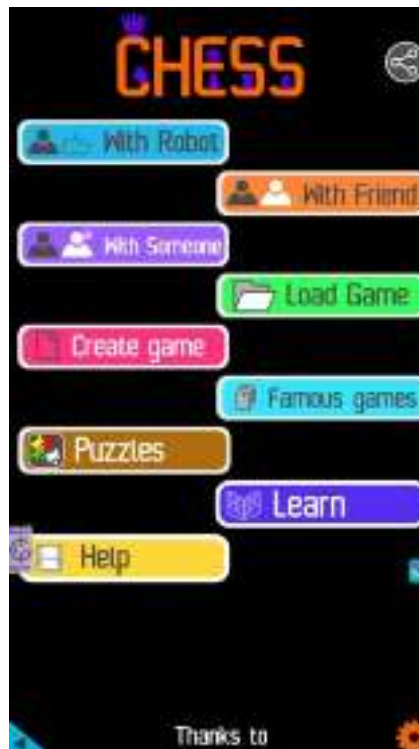 CHESS
With Robot
With Friend
With Someone
Load Game
Create game
Famous games
Puzzles
Learn
Help
Thanks to